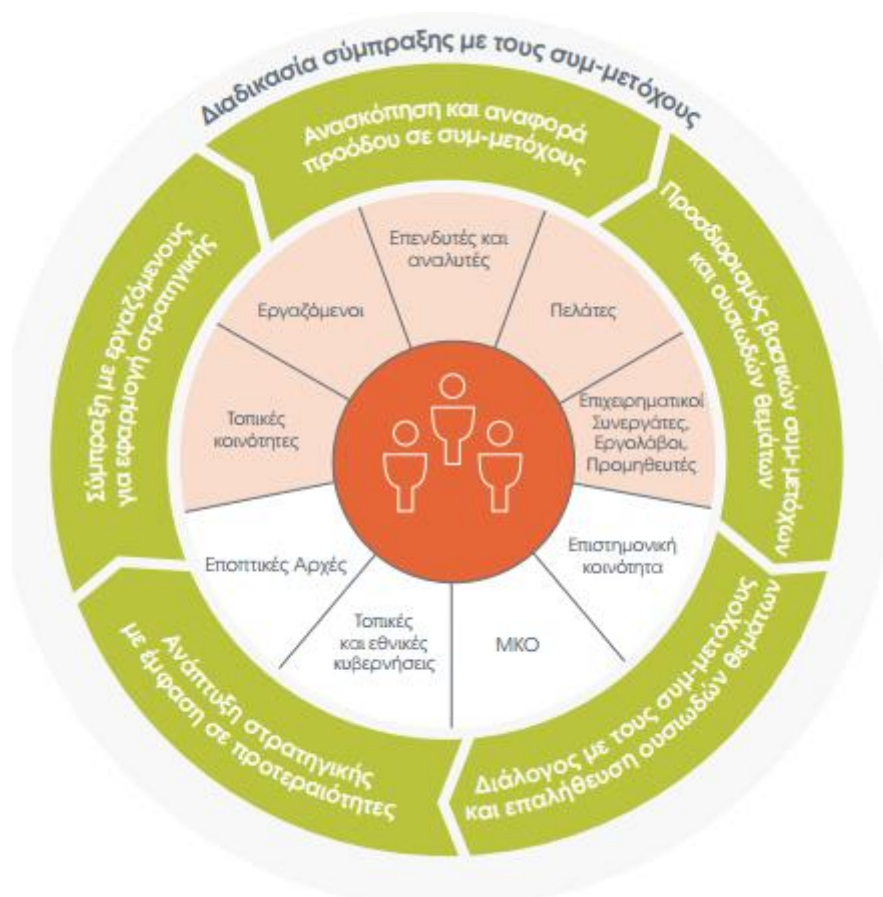 Διαδικασία σύμπραξης με τους συμ-μετόχους
Ανασκόπηση και αναφορά
προόδου σε συμ-μετόχους
Προσδιορισμός βασικών συμ-μετόχων
και ουσιωδών θεμάτων
Διάλογος με τους συμ-μετόχους
και επαλήθευση ουσιωδών θεμάτων
Ανάπτυξη στρατηγικής
με έμφαση σε προτεραιότητες
Σύμπραξη με εργαζόμενους
για εφαρμογή στρατηγικής
Επενδυτές και
αναλυτές
Πελάτες
Επιχειρηματικοί
Συνεργάτες,
Εργολάβοι,
Προμηθευτές
Επιστημονική
κοινότητα
ΜΚΟ
Τοπικές
και εθνικές
κυβερνήσεις
Εποπτικές Αρχές
Τοπικές
κοινότητες
Εργαζόμενοι